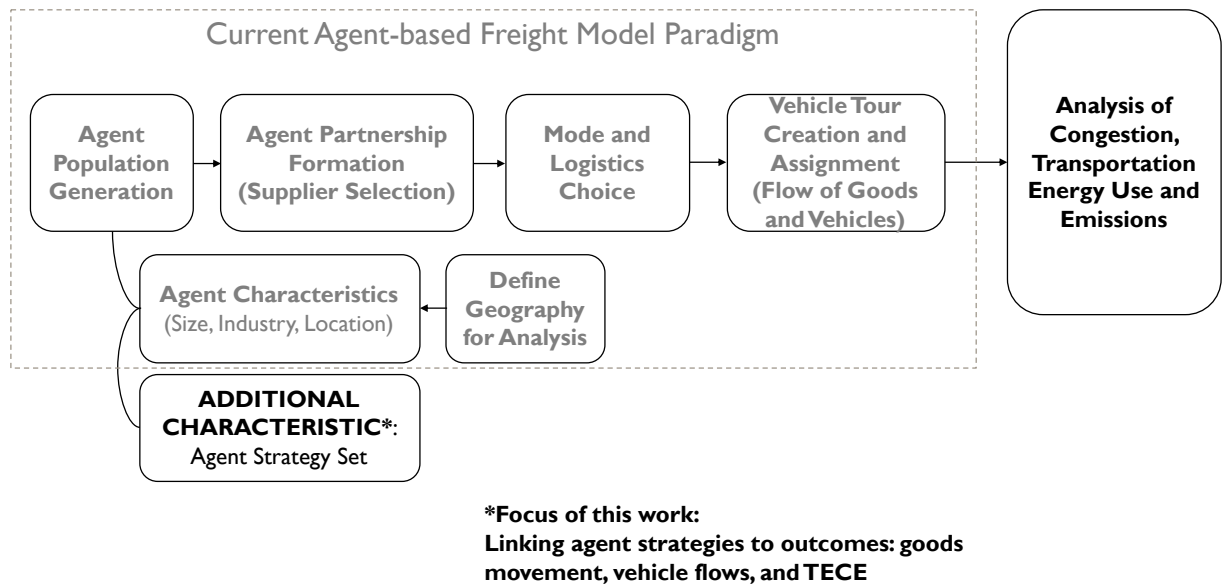 Current Agent-based Freight Model Paradigm
Agent
Population
Generation
Agent Partnership
Formation
(Supplier Selection)
Mode and
Logistics
Choice
Vehicle Tour
Creation and
Assignment
(Flow of Goods
and Vehicles)
Analysis of
Congestion,
Transportation
Energy Use and
Emissions
Agent Characteristics
(Size, Industry, Location)
Define
Geography
for Analysis
ADDITIONAL
CHARACTERISTIC*:
Agent Strategy Set
*Focus of this work:
Linking agent strategies to outcomes: goods
movement, vehicle flows, and TECE